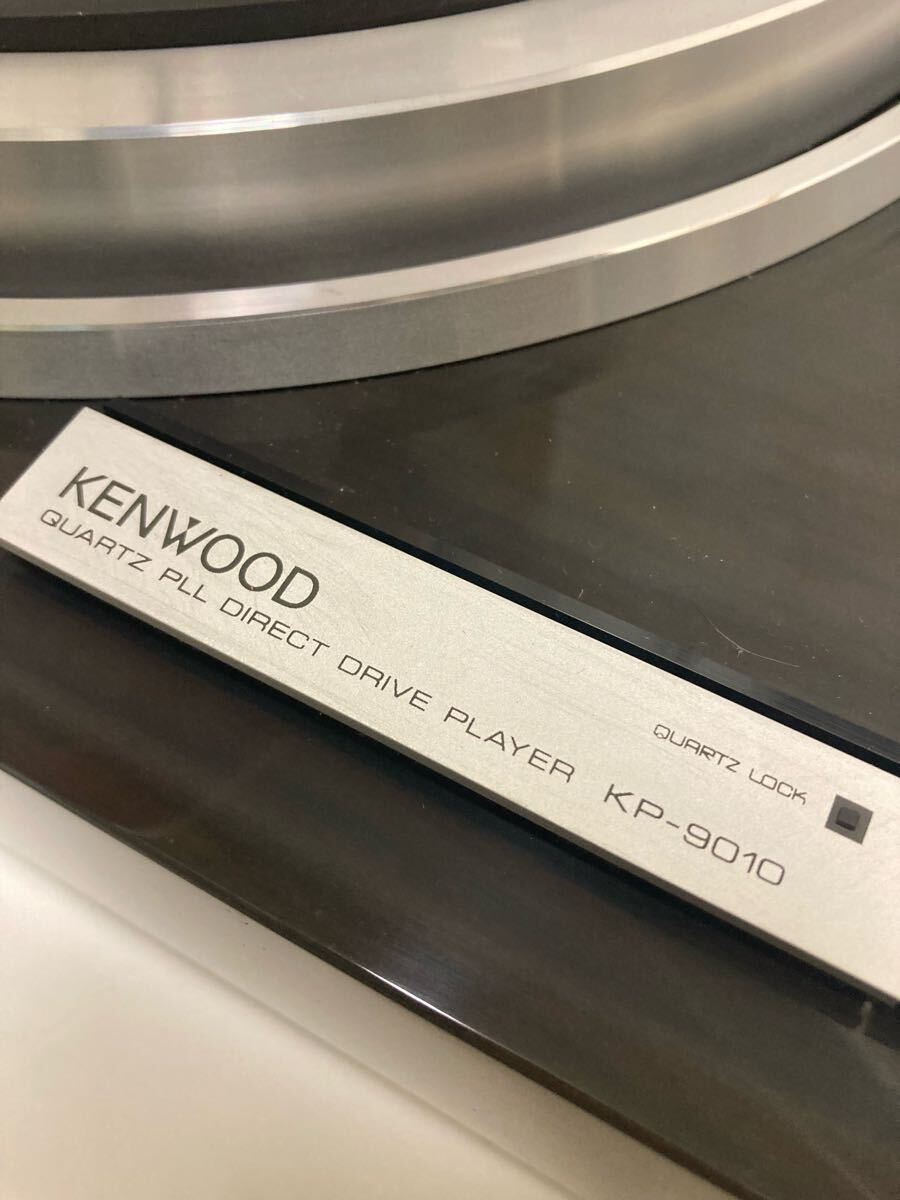 KENWOOD
QUARTZ PLL DIRECT DRIVE PLAYER KP-9010
QUARTZ LOCK